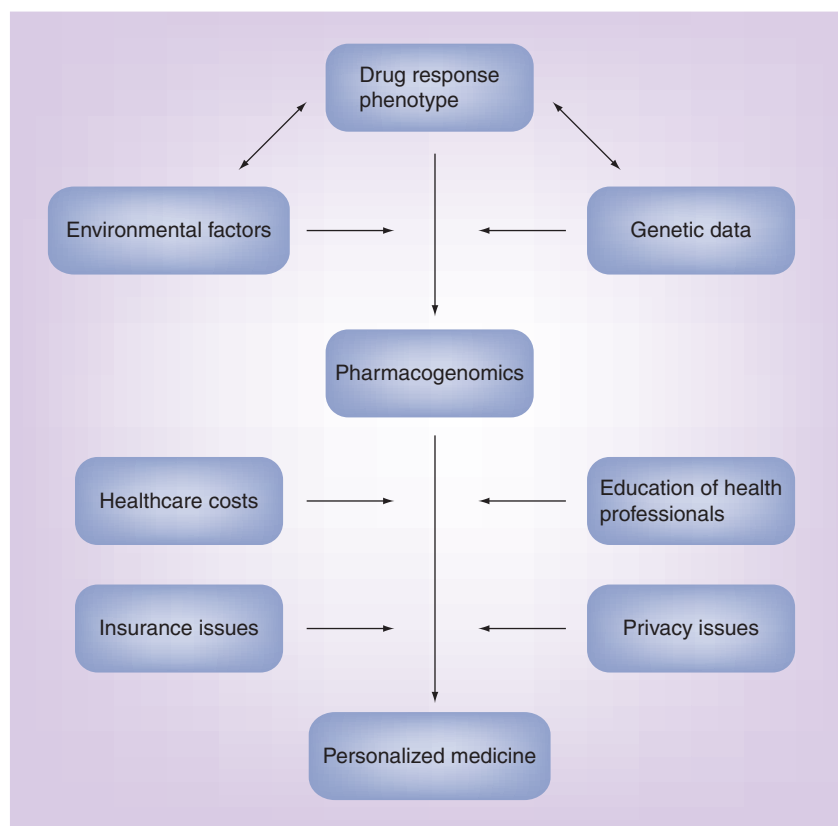 Drug response
phenotype
Environmental factors
Genetic data
Pharmacogenomics
Healthcare costs
Education of health
professionals
Insurance issues
Privacy issues
Personalized medicine